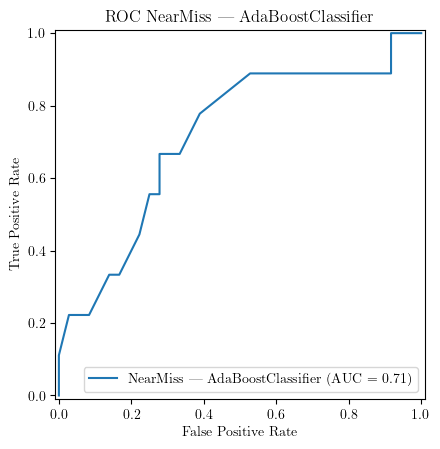 ROC NearMiss — AdaBoostClassifier
1.0
0.8
0.6
0.4
0.2
0.0
True Positive Rate
NearMiss — AdaBoostClassifier (AUC = 0.71)
0.0 0.2 0.4 0.6 0.8 1.0
False Positive Rate